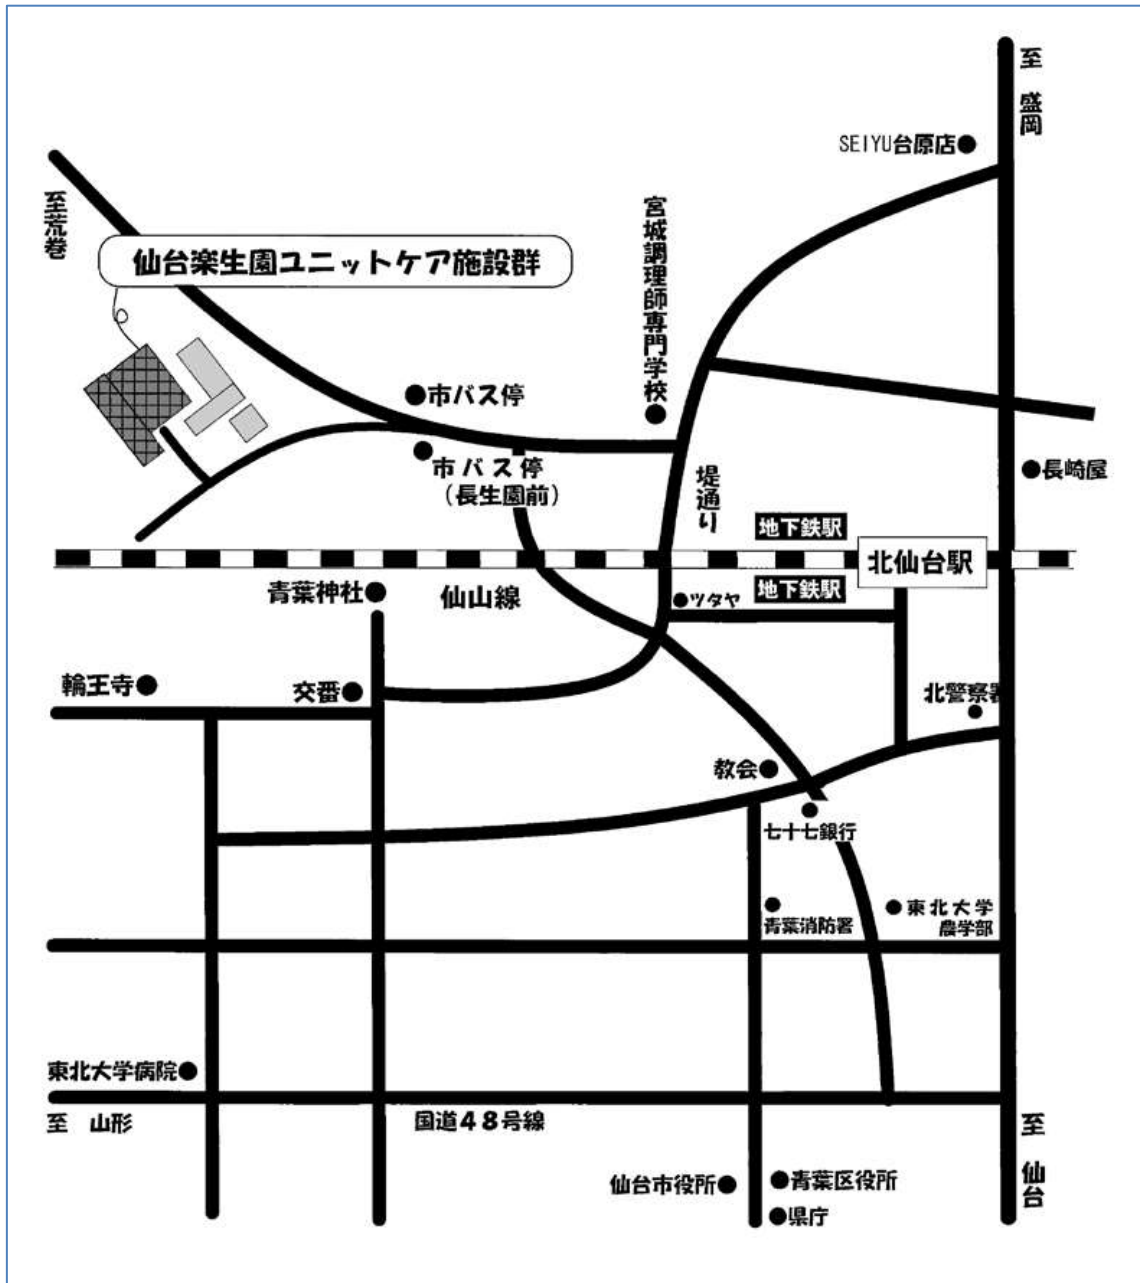 至 盛岡
SEIYU台原店
至荒巻
宮城調理師専門学校
仙台楽生園ユニットケア施設群
市バス停
市バス停
(長生園前)
堤通り
長崎屋
地下鉄駅
北仙台駅
地下鉄駅
青葉神社
仙山線
ツタヤ
輪王寺
交番
北警察署
教会
七十七銀行
青葉消防署
東北大学
農学部
東北大学病院
至 山形
国道48号線
至 仙台
仙台市役所
青葉区役所
県庁